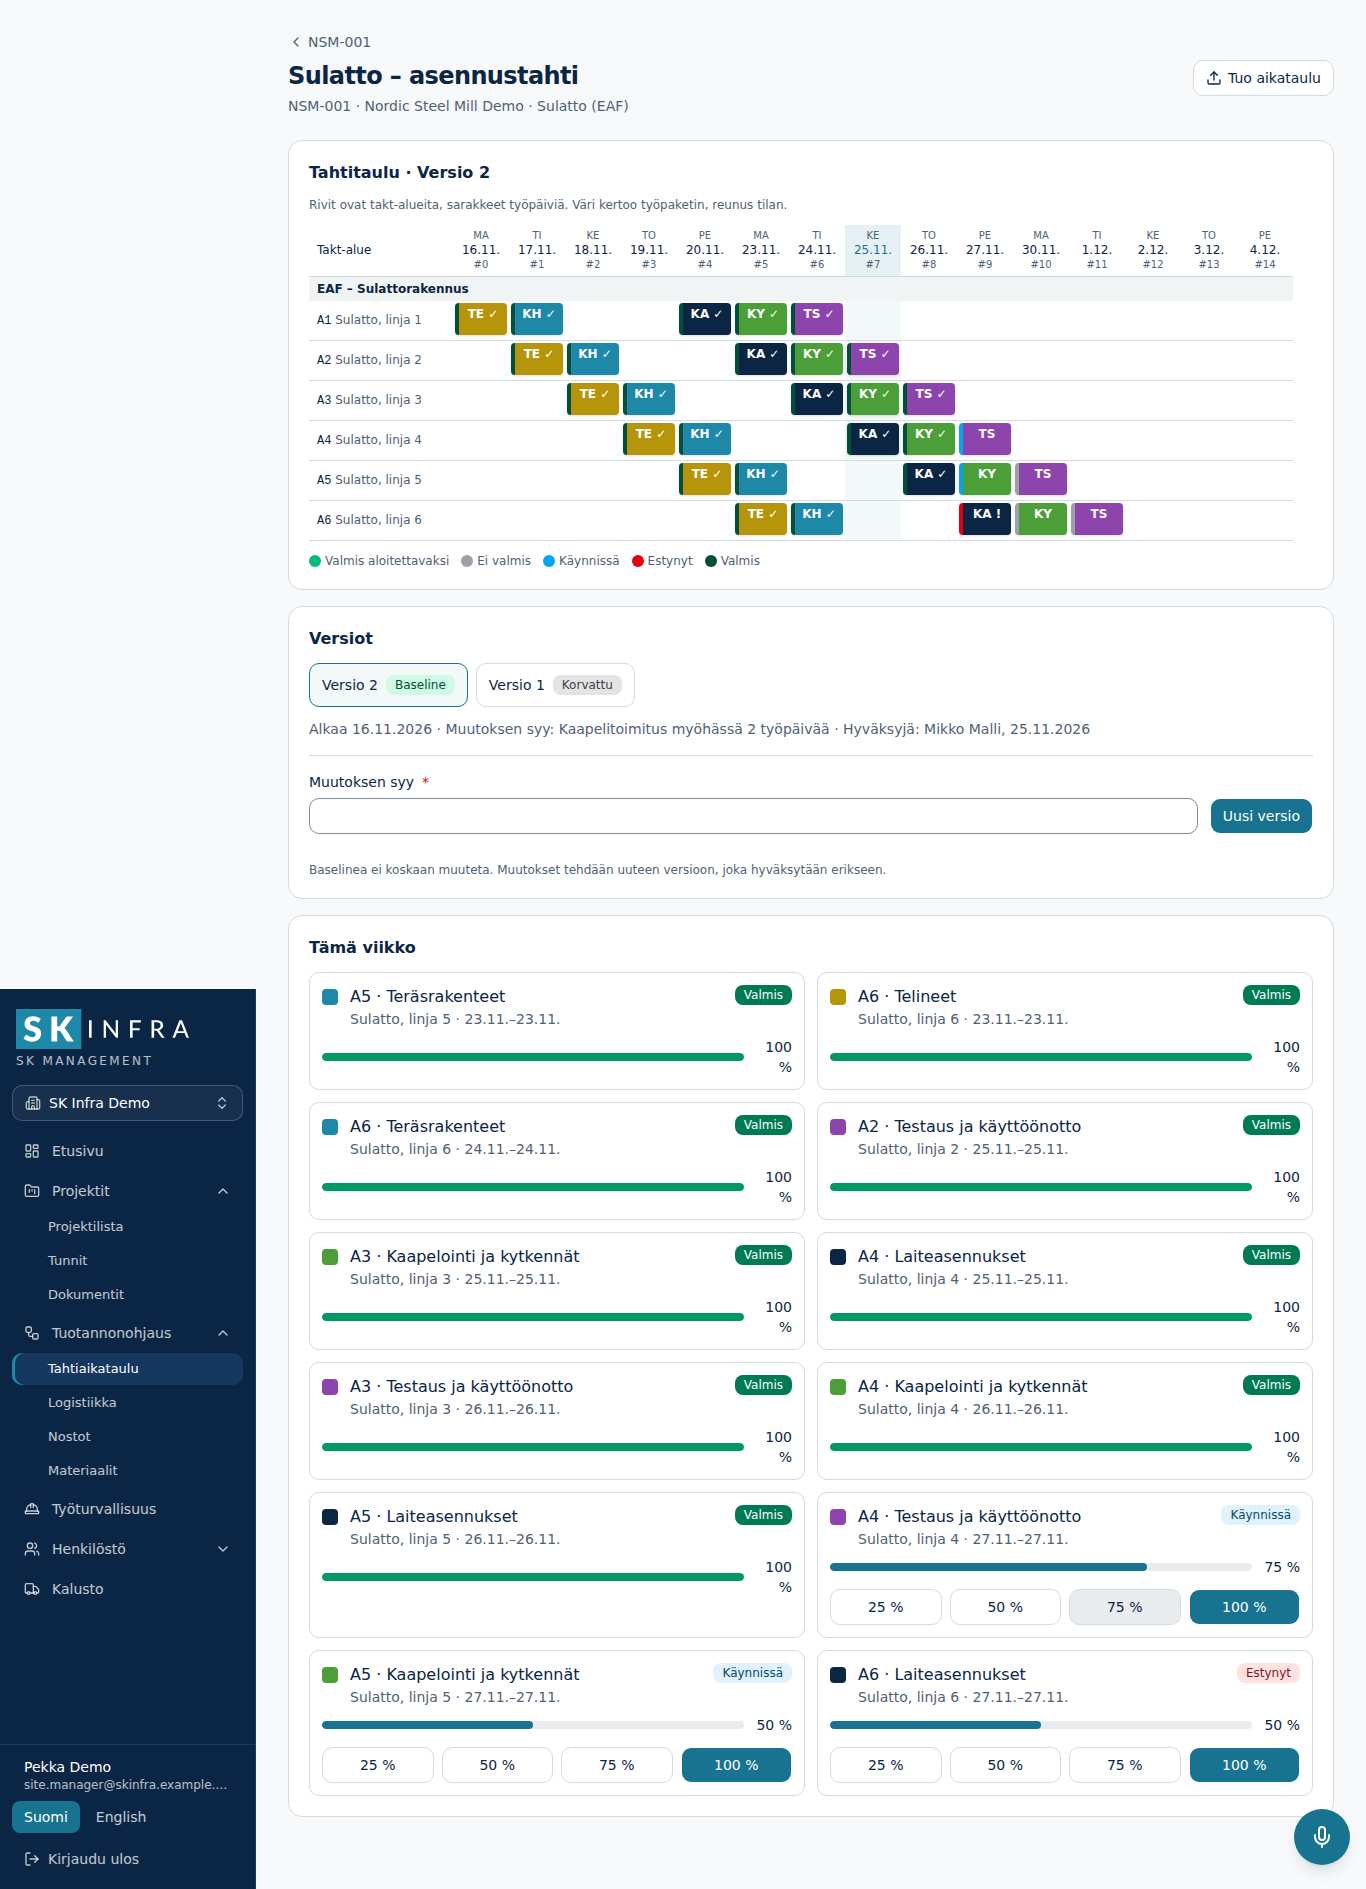 NSM-001
Sulatto – asennustahti
Tuo aikataulu
NSM-001 · Nordic Steel Mill Demo · Sulatto (EAF)
Tahtitaulu · Versio 2
Rivit ovat takt-alueita, sarakkeet työpäiviä. Väri kertoo työpaketin, reunus tilan.
MA TI KE TO PE MA TI KE TO PE MA TI KE TO PE
Takt-alue 16.11. 17.11. 18.11. 19.11. 20.11. 23.11. 24.11. 25.11. 26.11. 27.11. 30.11. 1.12. 2.12. 3.12. 4.12.
#0 #1 #2 #3 #4 #5 #6 #7 #8 #9 #10 #11 #12 #13 #14
EAF – Sulattorakennus
A1 Sulatto, linja 1 TE ✓ KH ✓ KA ✓ KY ✓ TS ✓
A2 Sulatto, linja 2 TE ✓ KH ✓ KA ✓ KY ✓ TS ✓
A3 Sulatto, linja 3 TE ✓ KH ✓ KA ✓ KY ✓ TS ✓
A4 Sulatto, linja 4 TE ✓ KH ✓ KA ✓ KY ✓ TS
A5 Sulatto, linja 5 TE ✓ KH ✓ KA ✓ KY TS
A6 Sulatto, linja 6 TE ✓ KH ✓ KA ! KY TS
Valmis aloitettavaksi Ei valmis Käynnissä Estynyt Valmis
Versiot
Versio 2 Baseline Versio 1 Korvattu
Alkaa 16.11.2026 · Muutoksen syy: Kaapelitoimitus myöhässä 2 työpäivää · Hyväksyjä: Mikko Malli, 25.11.2026
Muutoksen syy *
Uusi versio
Baselinea ei koskaan muuteta. Muutokset tehdään uuteen versioon, joka hyväksytään erikseen.
Tämä viikko
A5 · Teräsrakenteet Valmis
Sulatto, linja 5 · 23.11.–23.11.
100
%
A6 · Telineet Valmis
Sulatto, linja 6 · 23.11.–23.11.
100
%
A6 · Teräsrakenteet Valmis
Sulatto, linja 6 · 24.11.–24.11.
100
%
A2 · Testaus ja käyttöönotto Valmis
Sulatto, linja 2 · 25.11.–25.11.
100
%
A3 · Kaapelointi ja kytkennät Valmis
Sulatto, linja 3 · 25.11.–25.11.
100
%
A4 · Laiteasennukset Valmis
Sulatto, linja 4 · 25.11.–25.11.
100
%
A3 · Testaus ja käyttöönotto Valmis
Sulatto, linja 3 · 26.11.–26.11.
100
%
A4 · Kaapelointi ja kytkennät Valmis
Sulatto, linja 4 · 26.11.–26.11.
100
%
A5 · Laiteasennukset Valmis
Sulatto, linja 5 · 26.11.–26.11.
100
%
A4 · Testaus ja käyttöönotto Käynnissä
Sulatto, linja 4 · 27.11.–27.11.
75 %
25 % 50 % 75 % 100 %
A5 · Kaapelointi ja kytkennät Käynnissä
Sulatto, linja 5 · 27.11.–27.11.
50 %
25 % 50 % 75 % 100 %
A6 · Laiteasennukset Estynyt
Sulatto, linja 6 · 27.11.–27.11.
50 %
25 % 50 % 75 % 100 %
SK INFRA
SK MANAGEMENT
SK Infra Demo
Etusivu
Projektit
Projektilista
Tunnit
Dokumentit
Tuotannonohjaus
Tahtiaikataulu
Logistiikka
Nostot
Materiaalit
Työturvallisuus
Henkilöstö
Kalusto
Pekka Demo
site.manager@skinfra.example....
Suomi English
Kirjaudu ulos